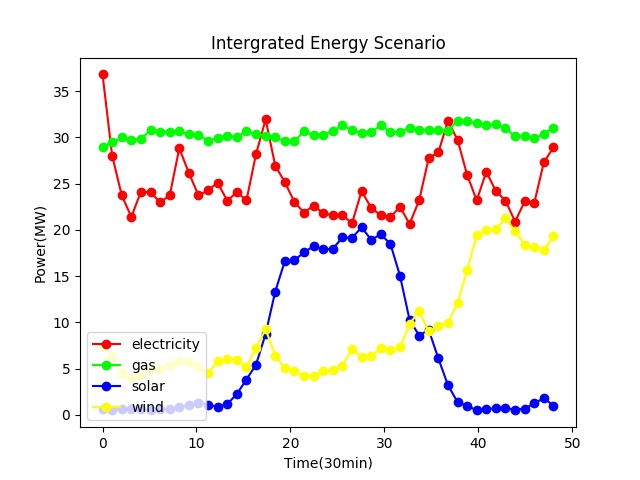 Intergrated Energy Scenario
Power(MW)
35
30
25
20
15
10
5
0
electricity
gas
solar
wind
0 10 20 30 40 50
Time(30min)